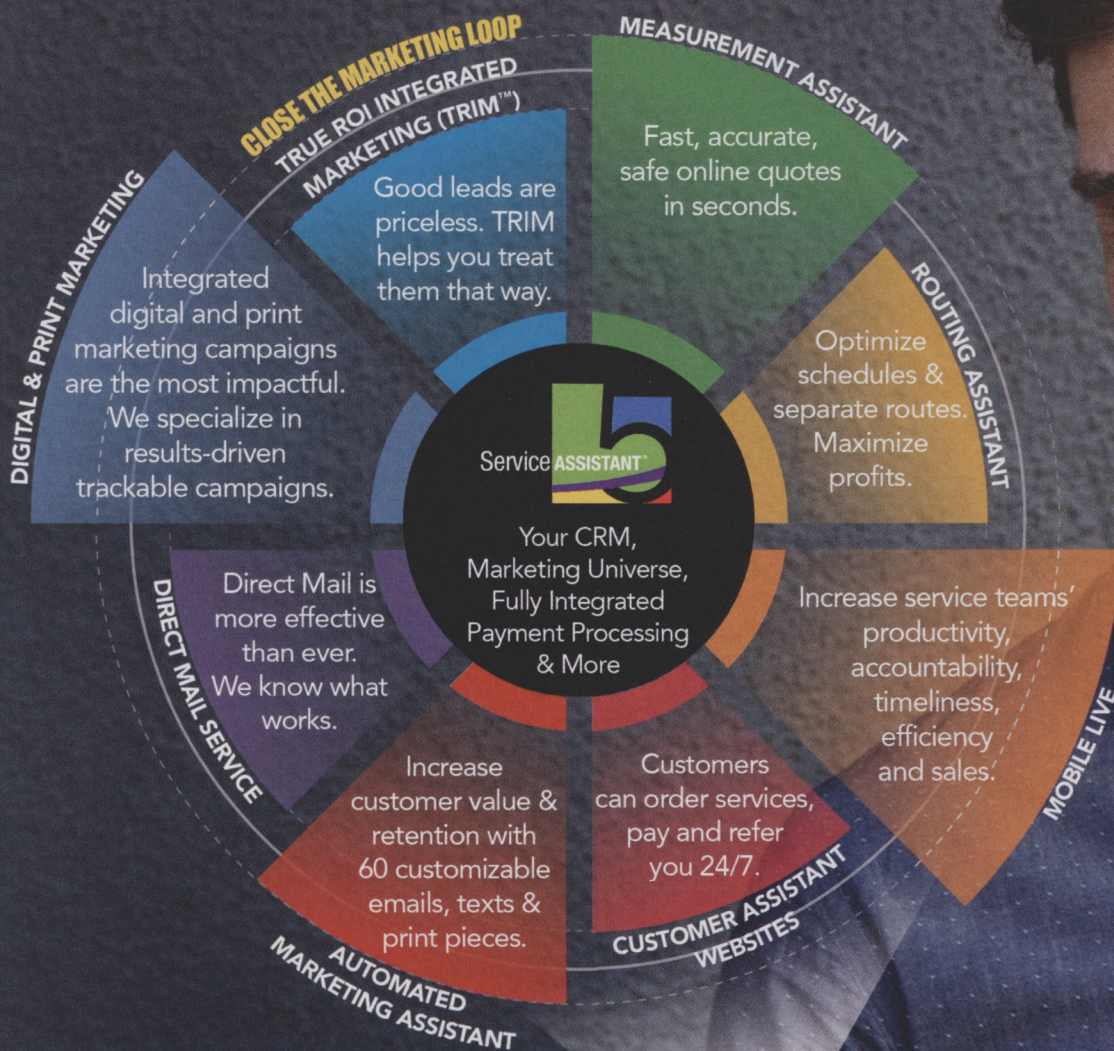 CLOSE THE MARKETING LOOP
TRUE ROI INTEGRATED
MARKETING (TRIM™)
Good leads are
priceless. TRIM
helps you treat
them that way.
MEASUREMENT ASSISTANT
Fast, accurate,
safe online quotes
in seconds.
ROUTING ASSISTANT
Optimize
schedules &
separate routes.
Maximize
profits.
MOBILE LIVE
Increase service teams'
productivity,
accountability,
timeliness,
efficiency
and sales.
CUSTOMER ASSISTANT
WEBSITES
Customers
can order services,
pay and refer
you 24/7.
AUTOMATED
MARKETING ASSISTANT
Increase
customer value &
retention with
60 customizable
emails, texts &
print pieces.
DIRECT MAIL SERVICE
Direct Mail is
more effective
than ever.
We know what
works.
DIGITAL & PRINT MARKETING
Integrated
digital and print
marketing campaigns
are the most impactful.
We specialize in
results-driven
trackable campaigns.
Service ASSISTANT™
5
Your CRM,
Marketing Universe,
Fully Integrated
Payment Processing
& More